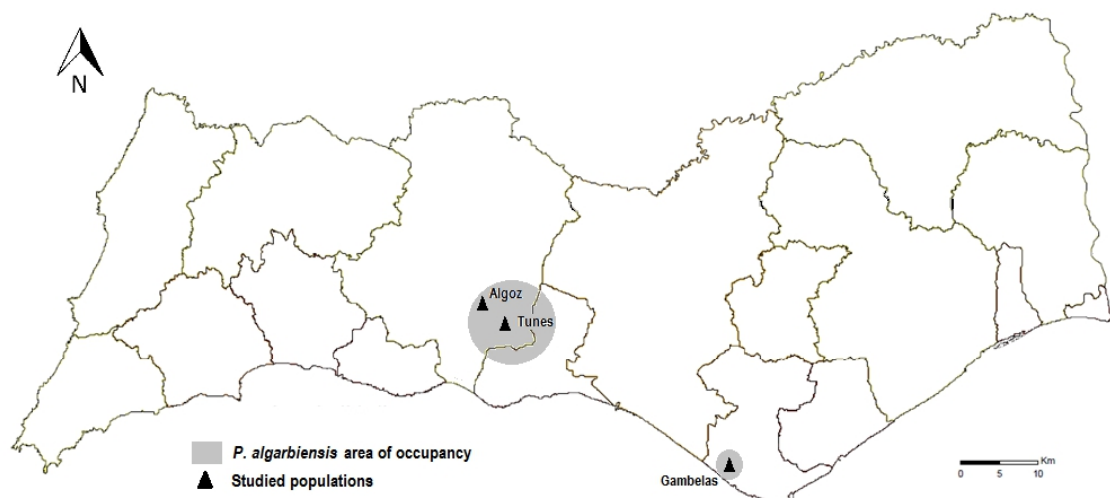 N
Algoz
Tunes
P. algarbiensis area of occupancy
Studied populations
Gambelas
Km
0 5 10